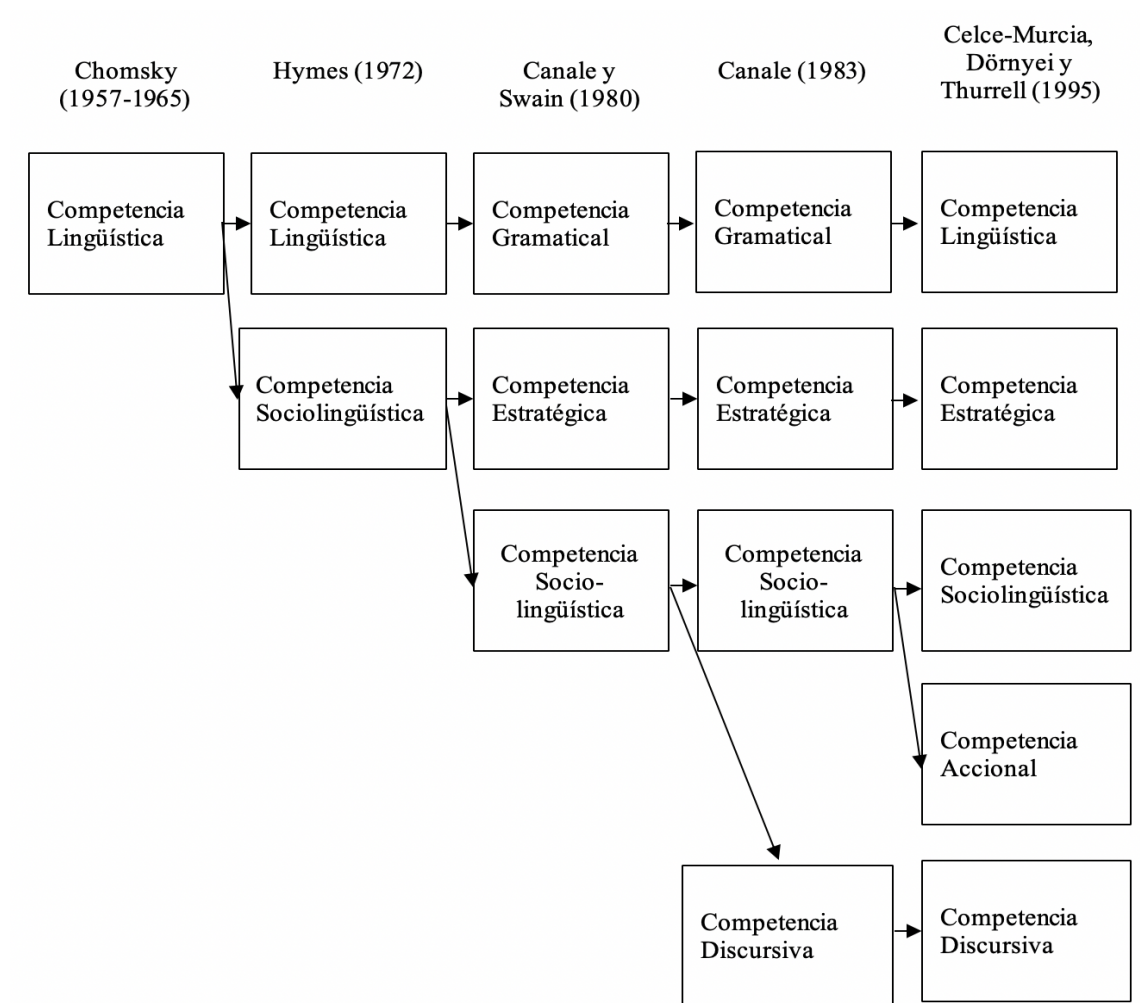 Chomsky
(1957-1965)
Hymes (1972)
Canale y
Swain (1980)
Canale (1983)
Celce-Murcia,
Dörnyei y
Thurrell (1995)
Competencia
Lingüística
Competencia
Lingüística
Competencia
Gramatical
Competencia
Gramatical
Competencia
Lingüística
Competencia
Sociolingüística
Competencia
Estratégica
Competencia
Estratégica
Competencia
Estratégica
Competencia
Socio-
lingüística
Competencia
Socio-
lingüística
Competencia
Sociolingüística
Competencia
Accional
Competencia
Discursiva
Competencia
Discursiva